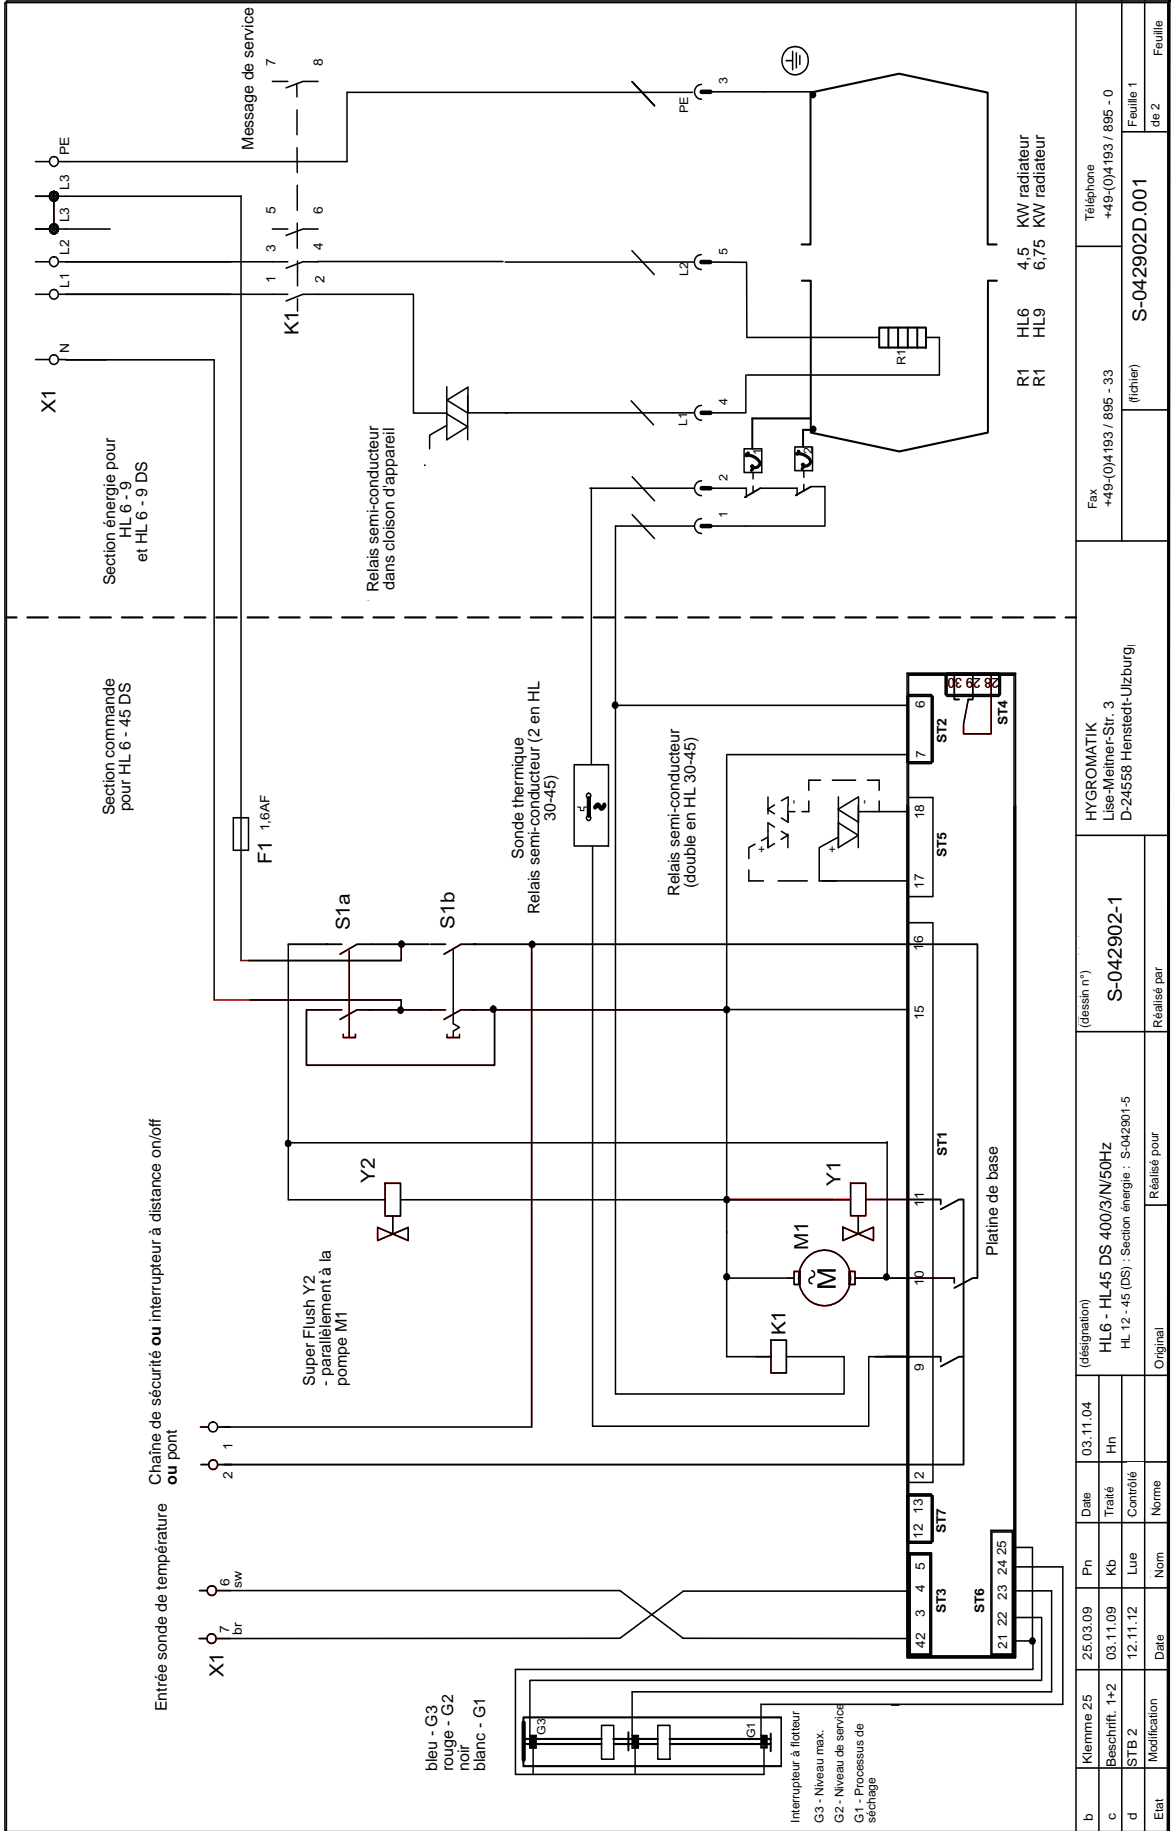 Entrée sonde de température
X1
7
br
6
sw
Chaîne de sécurité ou interrupteur à distance on/off
ou pont
2
1
Section commande
pour HL 6 - 45 DS
Section énergie pour
HL 6 - 9
et HL 6 - 9 DS
X1
N
L1
L2
L3
L3
PE
Message de service
K1
1
3
5
7
2
4
6
8
F1 1,6AF
S1a
S1b
Super Flush Y2
- parallèlement à la
pompe M1
Y2
Relais semi-conducteur
dans cloison d'appareil
bleu - G3
rouge - G2
noir
blanc - G1
G3
G1
Interrupteur à flotteur
G3 - Niveau max.
G2 - Niveau de service
G1 - Processus de
séchage
Sonde thermique
Relais semi-conducteur (2 en HL
30-45)
Relais semi-conducteur
(double en HL 30-45)
K1
M1
M
Y1
1
2
L1
4
L2
5
PE
3
1
2
R1
R1 HL6 4,5 KW radiateur
R1 HL9 6,75 KW radiateur
42 3 4 5
ST3
12 13
ST7
2
9
10
11
15
16
ST1
17
18
ST5
7
6
ST2
28 29 30
ST4
Platine de base
ST6
21 22 23 24 25
b Klemme 25 25.03.09 Pn
c Beschrift. 1+2 03.11.09 Kb
d STB 2 12.11.12 Lue
Etat Modification Date Nom
Date 03.11.04
Traité Hn
Contrôlé
Norme
(désignation)
HL6 - HL45 DS 400/3/N/50Hz
HL 12 - 45 (DS) : Section énergie : S-042901-5
Original
Réalisé pour
(dessin n°)
S-042902-1
Réalisé par
HYGROMATIK
Lise-Meitner-Str. 3
D-24558 Henstedt-Ulzburg
Fax
+49-(0)4193 / 895 - 33
Téléphone
+49-(0)4193 / 895 - 0
(fichier)
S-042902D.001
Feuille 1
de 2
Feuille